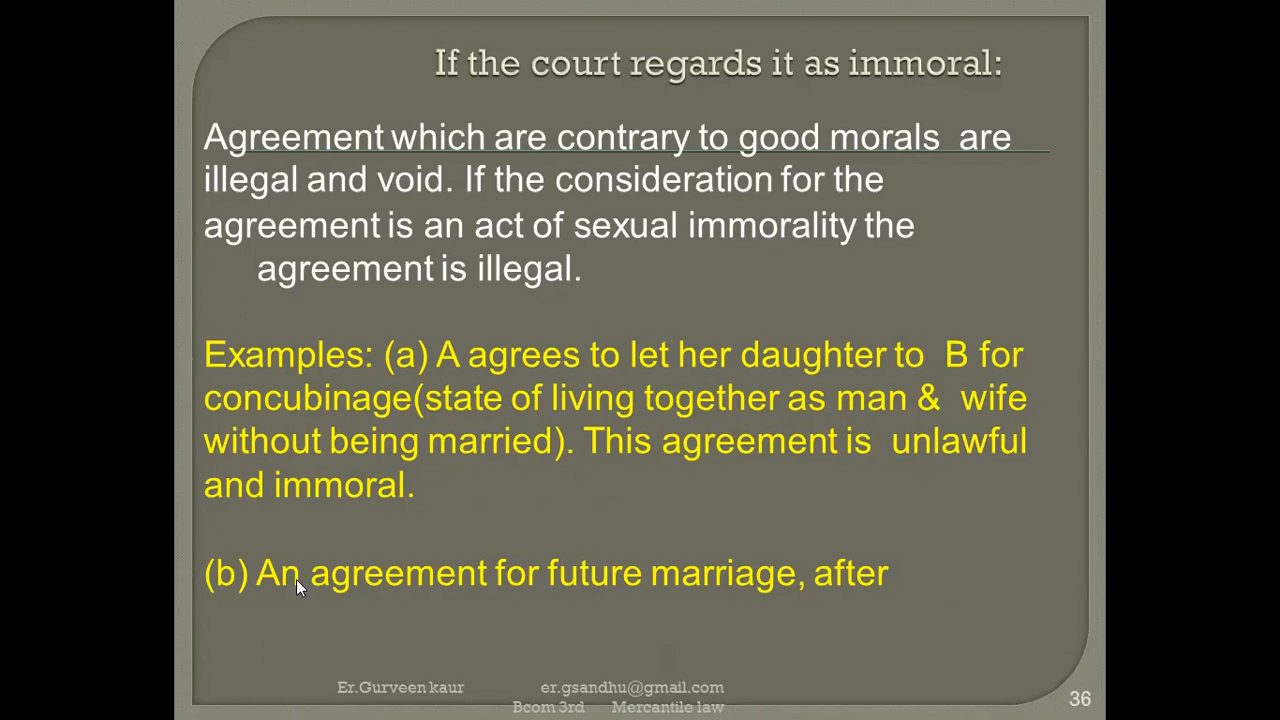 If the court regards it as immoral:
Agreement which are contrary to good morals are
illegal and void. If the consideration for the
agreement is an act of sexual immorality the
agreement is illegal.
Examples: (a) A agrees to let her daughter to B for
concubinage(state of living together as man & wife
without being married). This agreement is unlawful
and immoral.
(b) An agreement for future marriage, after
Er.Gurveen kaur er.gsandhu@gmail.com
Bcom 3rd Mercantile law
36